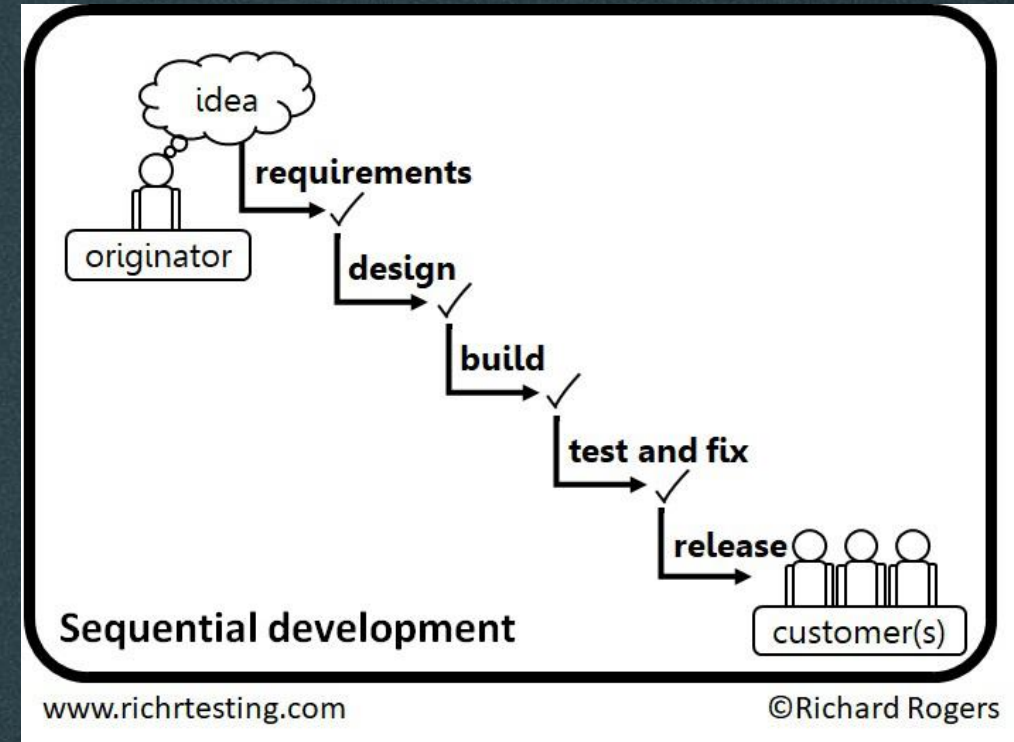 idea
requirements
originator
design
build
test and fix
release
Sequential development
customer(s)
www.richrtesting.com
©Richard Rogers